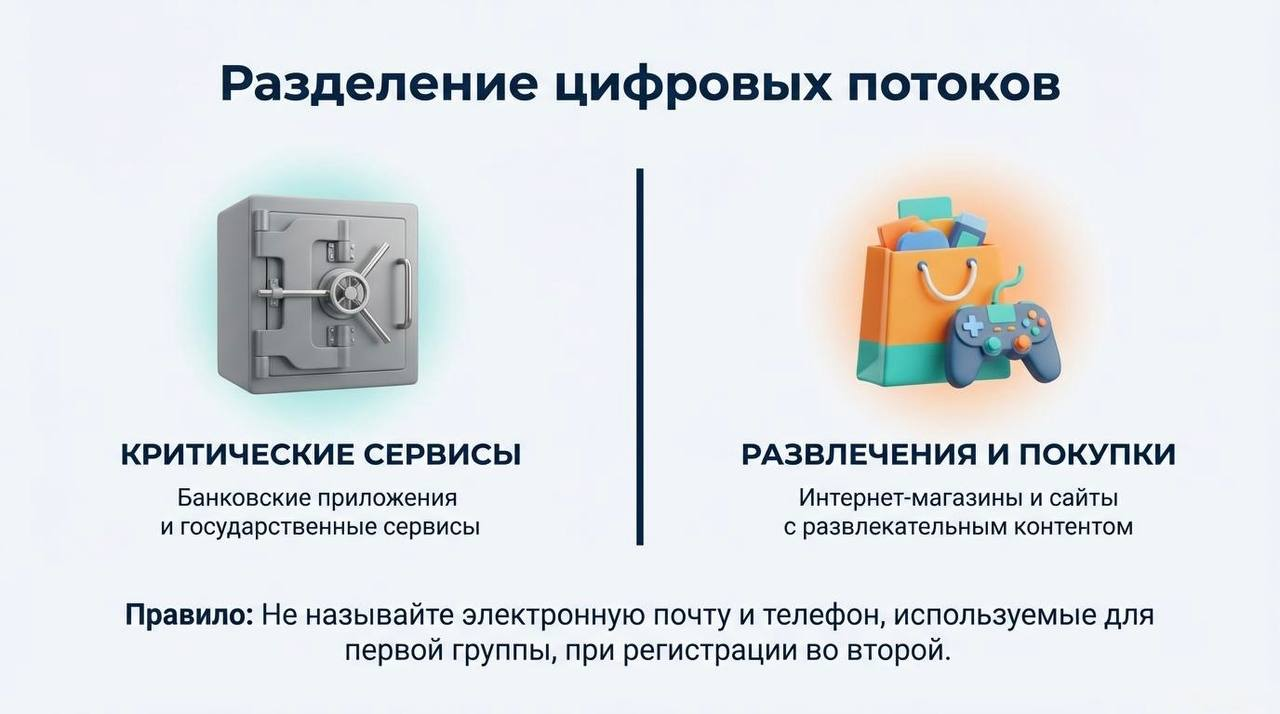 Разделение цифровых потоков
КРИТИЧЕСКИЕ СЕРВИСЫ
Банковские приложения
и государственные сервисы
РАЗВЛЕЧЕНИЯ И ПОКУПКИ
Интернет-магазины и сайты
с развлекательным контентом
Правило: Не называйте электронную почту и телефон, используемые для
первой группы, при регистрации во второй.